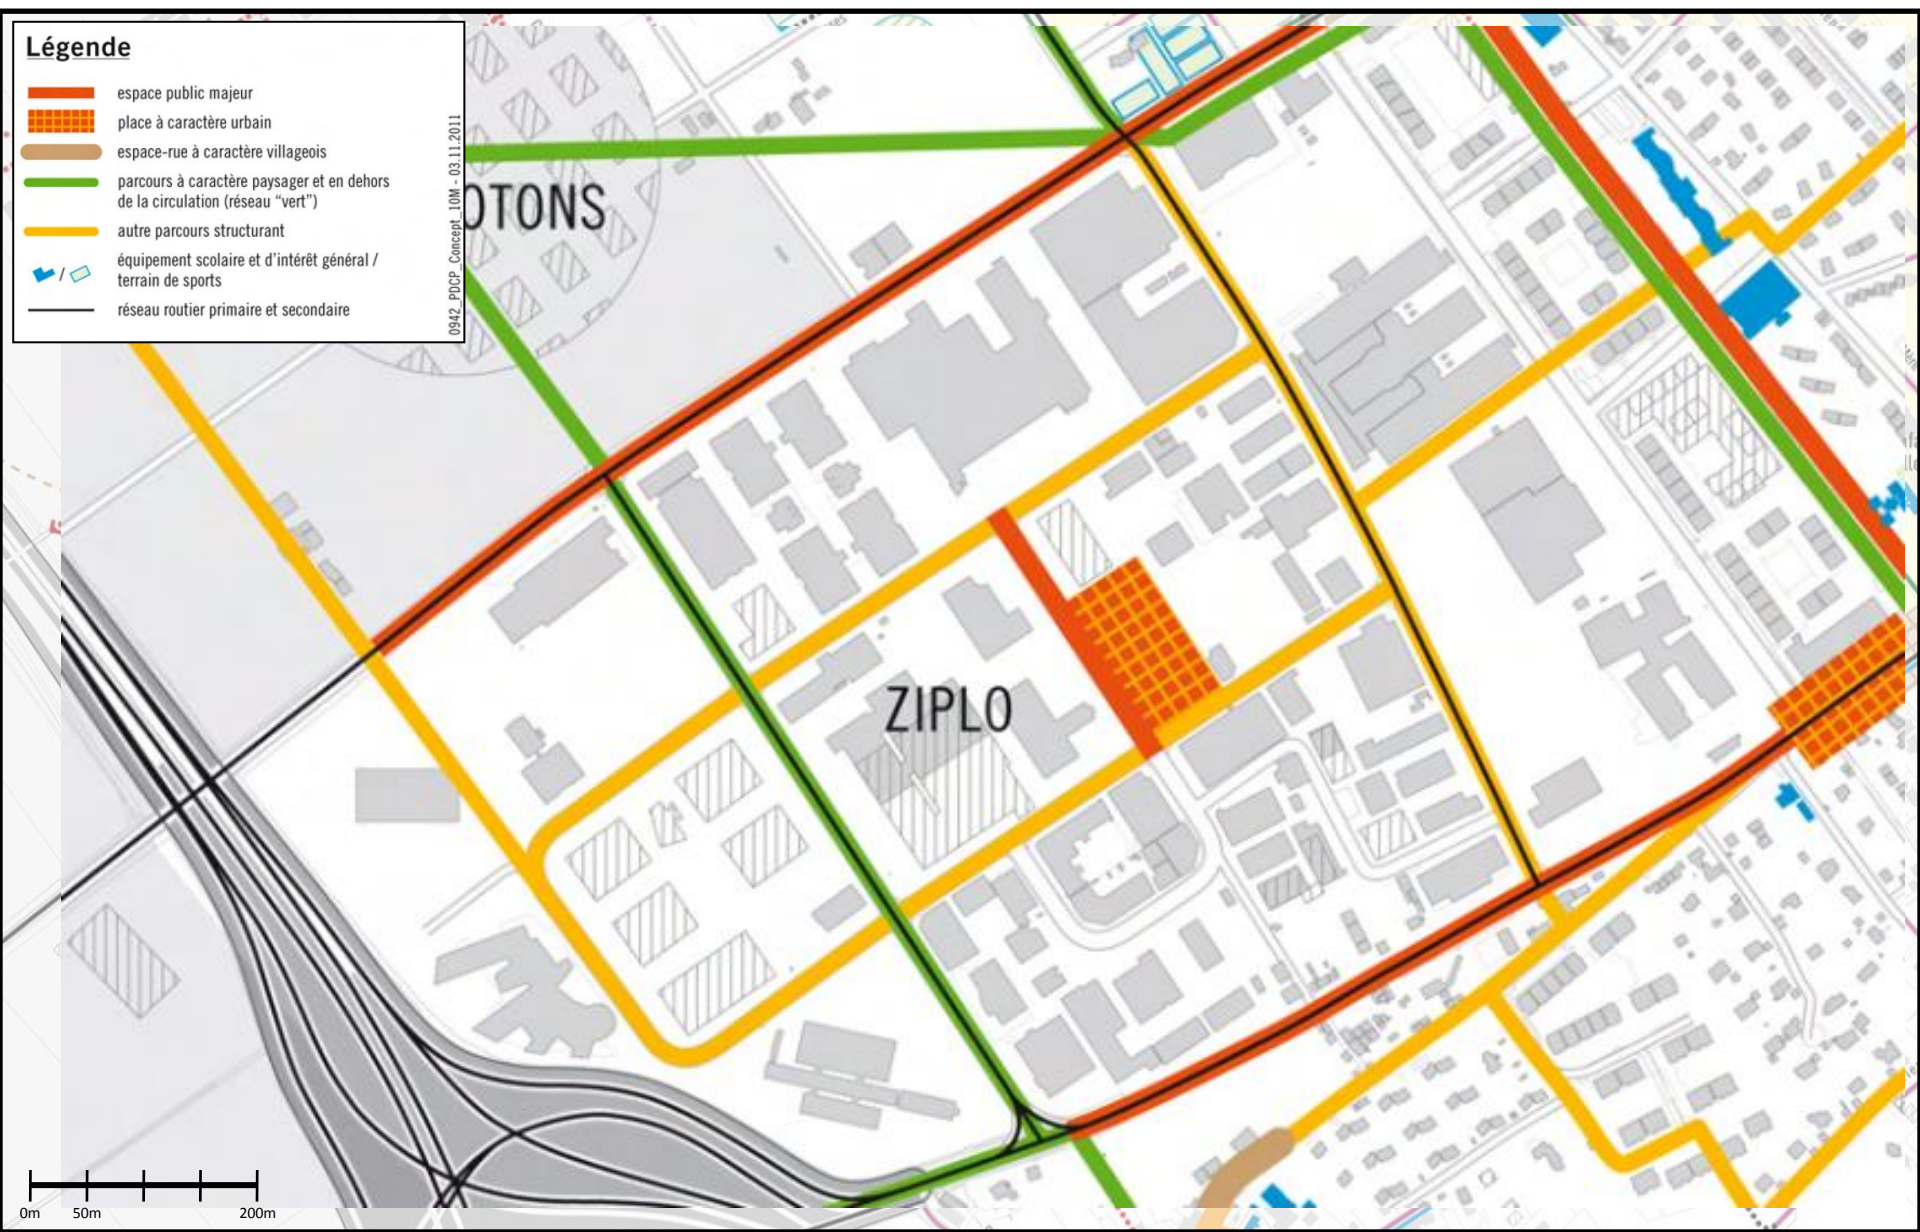 Légende
espace public majeur
place à caractère urbain
espace-rue à caractère villageois
parcours à caractère paysager et en dehors
de la circulation (réseau “vert”)
autre parcours structurant
équipement scolaire et d’intérêt général /
terrain de sports
réseau routier primaire et secondaire
0942_PDCP_Concept_10M - 03.11.2011
OTONS
ZIPLO
0m 50m 200m